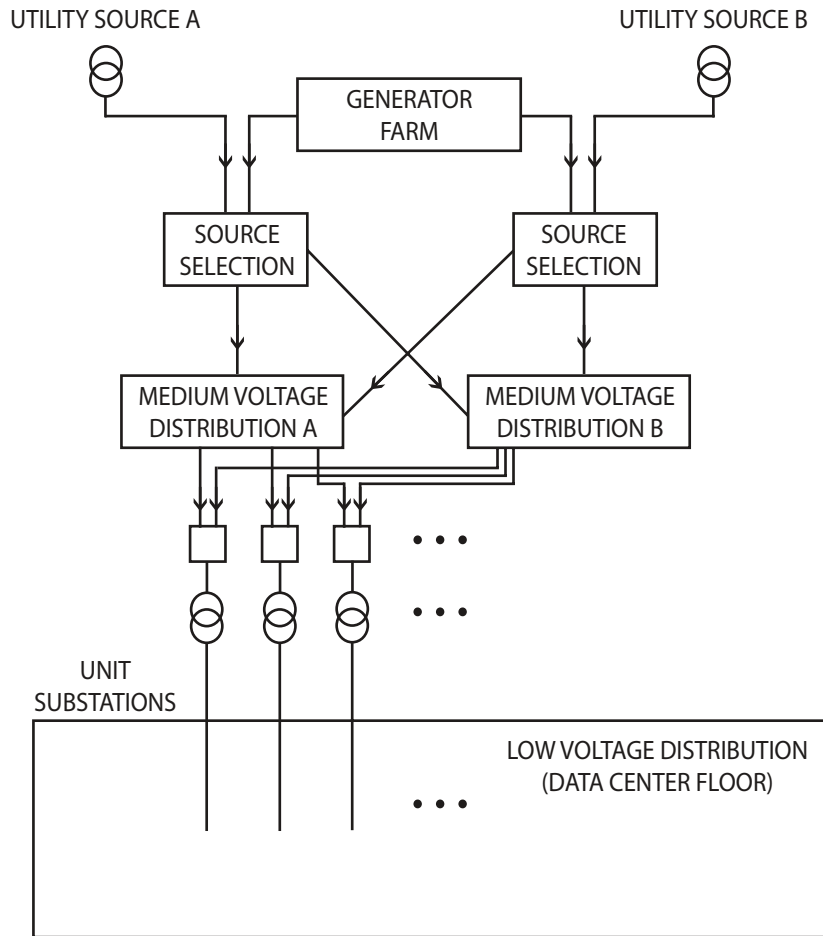 UTILITY SOURCE A
UTILITY SOURCE B
GENERATOR
FARM
SOURCE
SELECTION
SOURCE
SELECTION
MEDIUM VOLTAGE
DISTRIBUTION A
MEDIUM VOLTAGE
DISTRIBUTION B
UNIT
SUBSTATIONS
LOW VOLTAGE DISTRIBUTION
(DATA CENTER FLOOR)